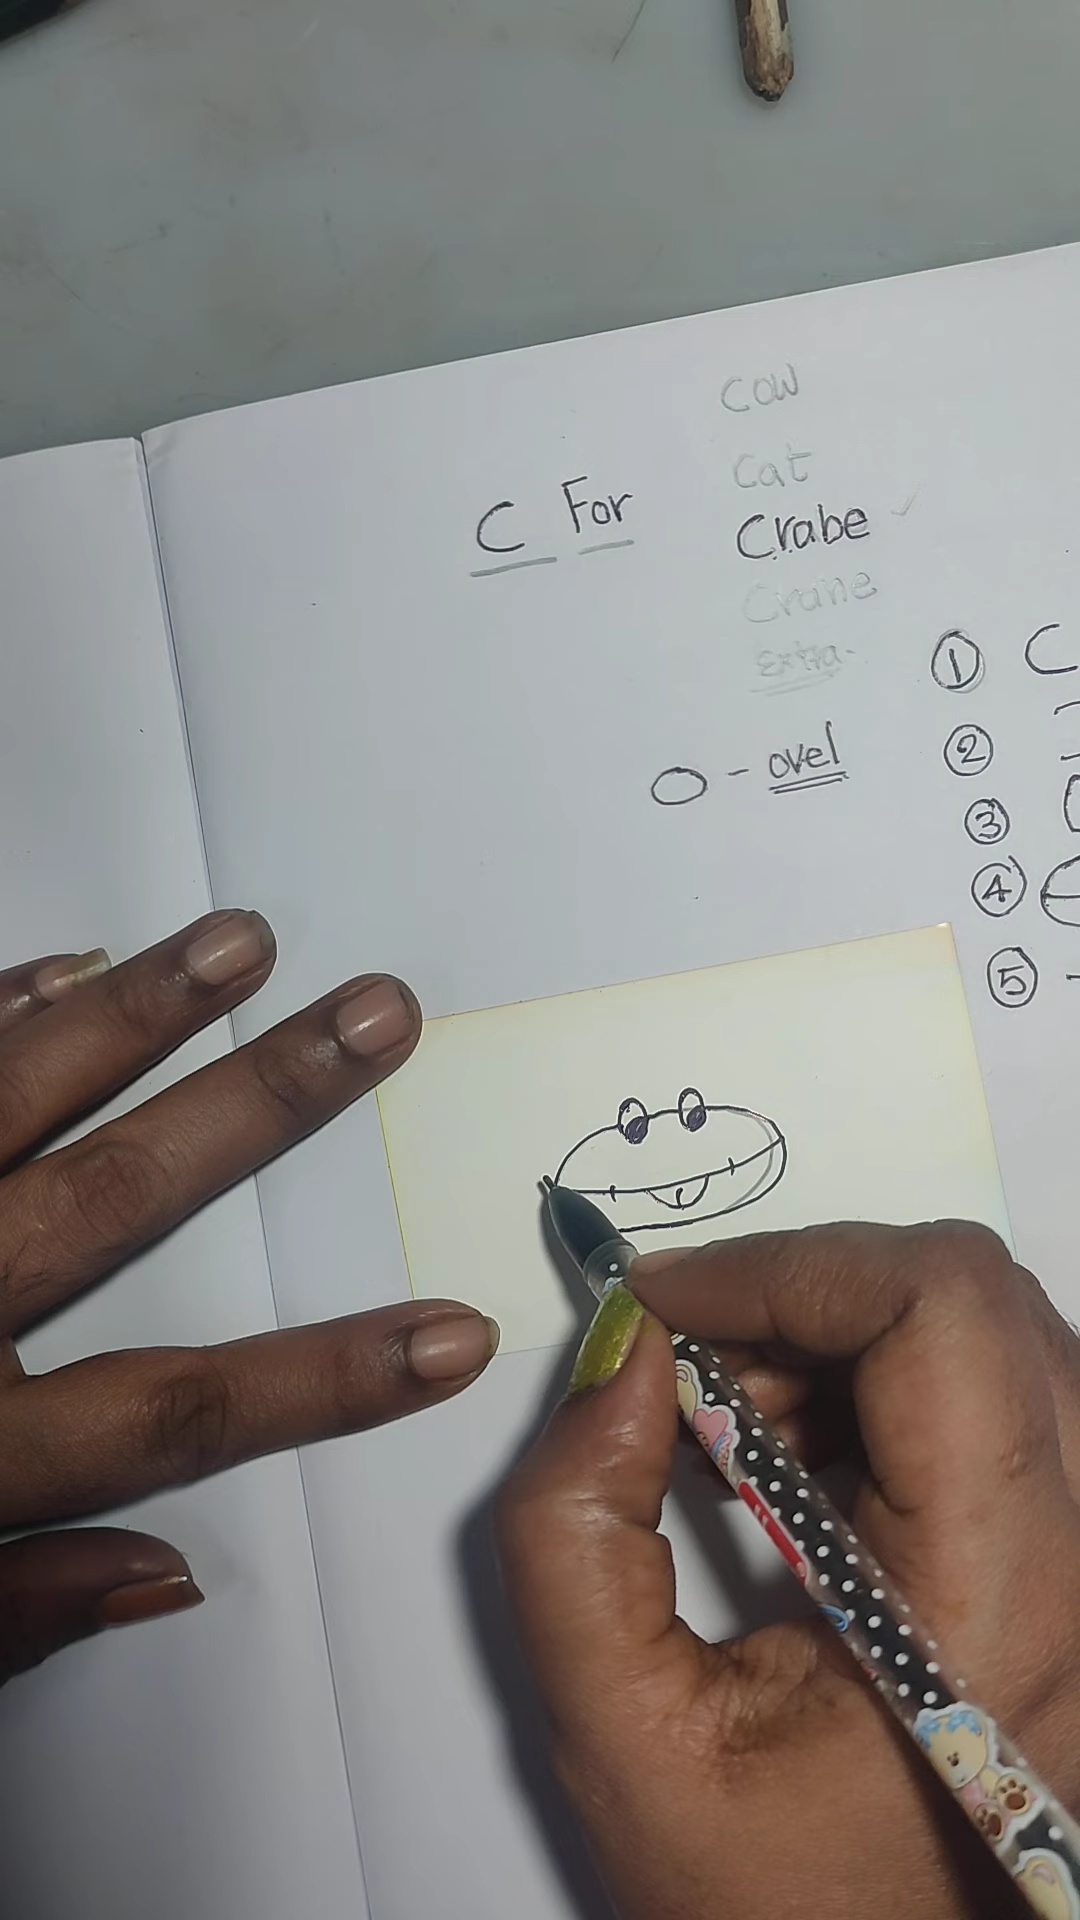 cow
Cat
C For
Crabe
Crane
Extra.
① C
②
O - ovel
③
④
⑤